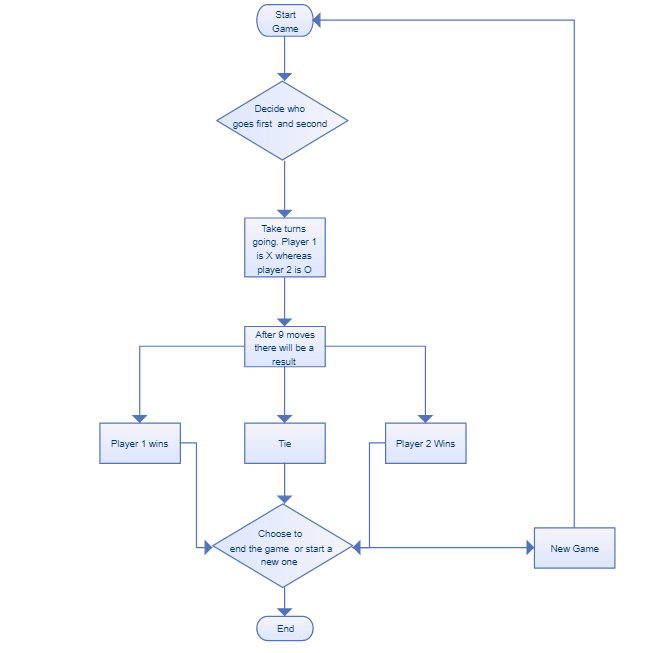 Start
Game
Decide who
goes first and second
Take turns
going. Player 1
is X whereas
player 2 is O
After 9 moves
there will be a
result
Player 1 wins
Tie
Player 2 Wins
Choose to
end the game or start a
new one
New Game
End